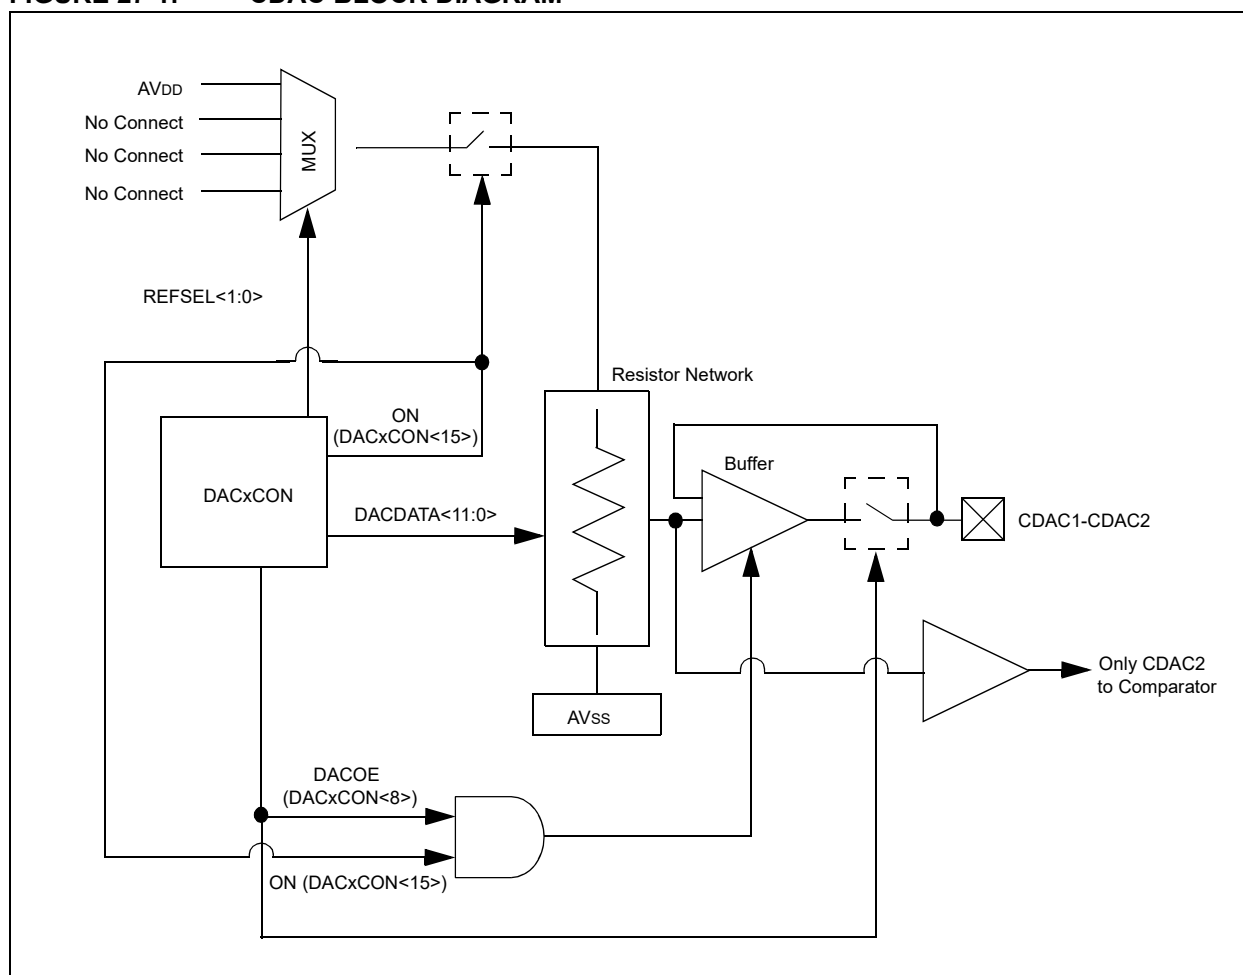 AVDD
No Connect
No Connect
No Connect
MUX
REFSEL<1:0>
Resistor Network
ON
(DACxCON<15>)
Buffer
DACxCON
DACDATA<11:0>
CDAC1-CDAC2
Only CDAC2
to Comparator
AVSS
DACOE
(DACxCON<8>)
ON (DACxCON<15>)